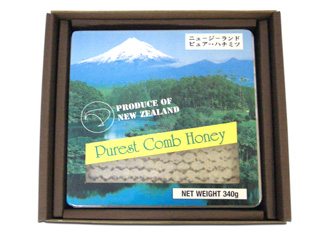 ニュージーランド
ピュア・・ハチミツ
PRODUCE OF
NEW ZEALAND
Purest Comb Honey
NET WEIGHT 340g